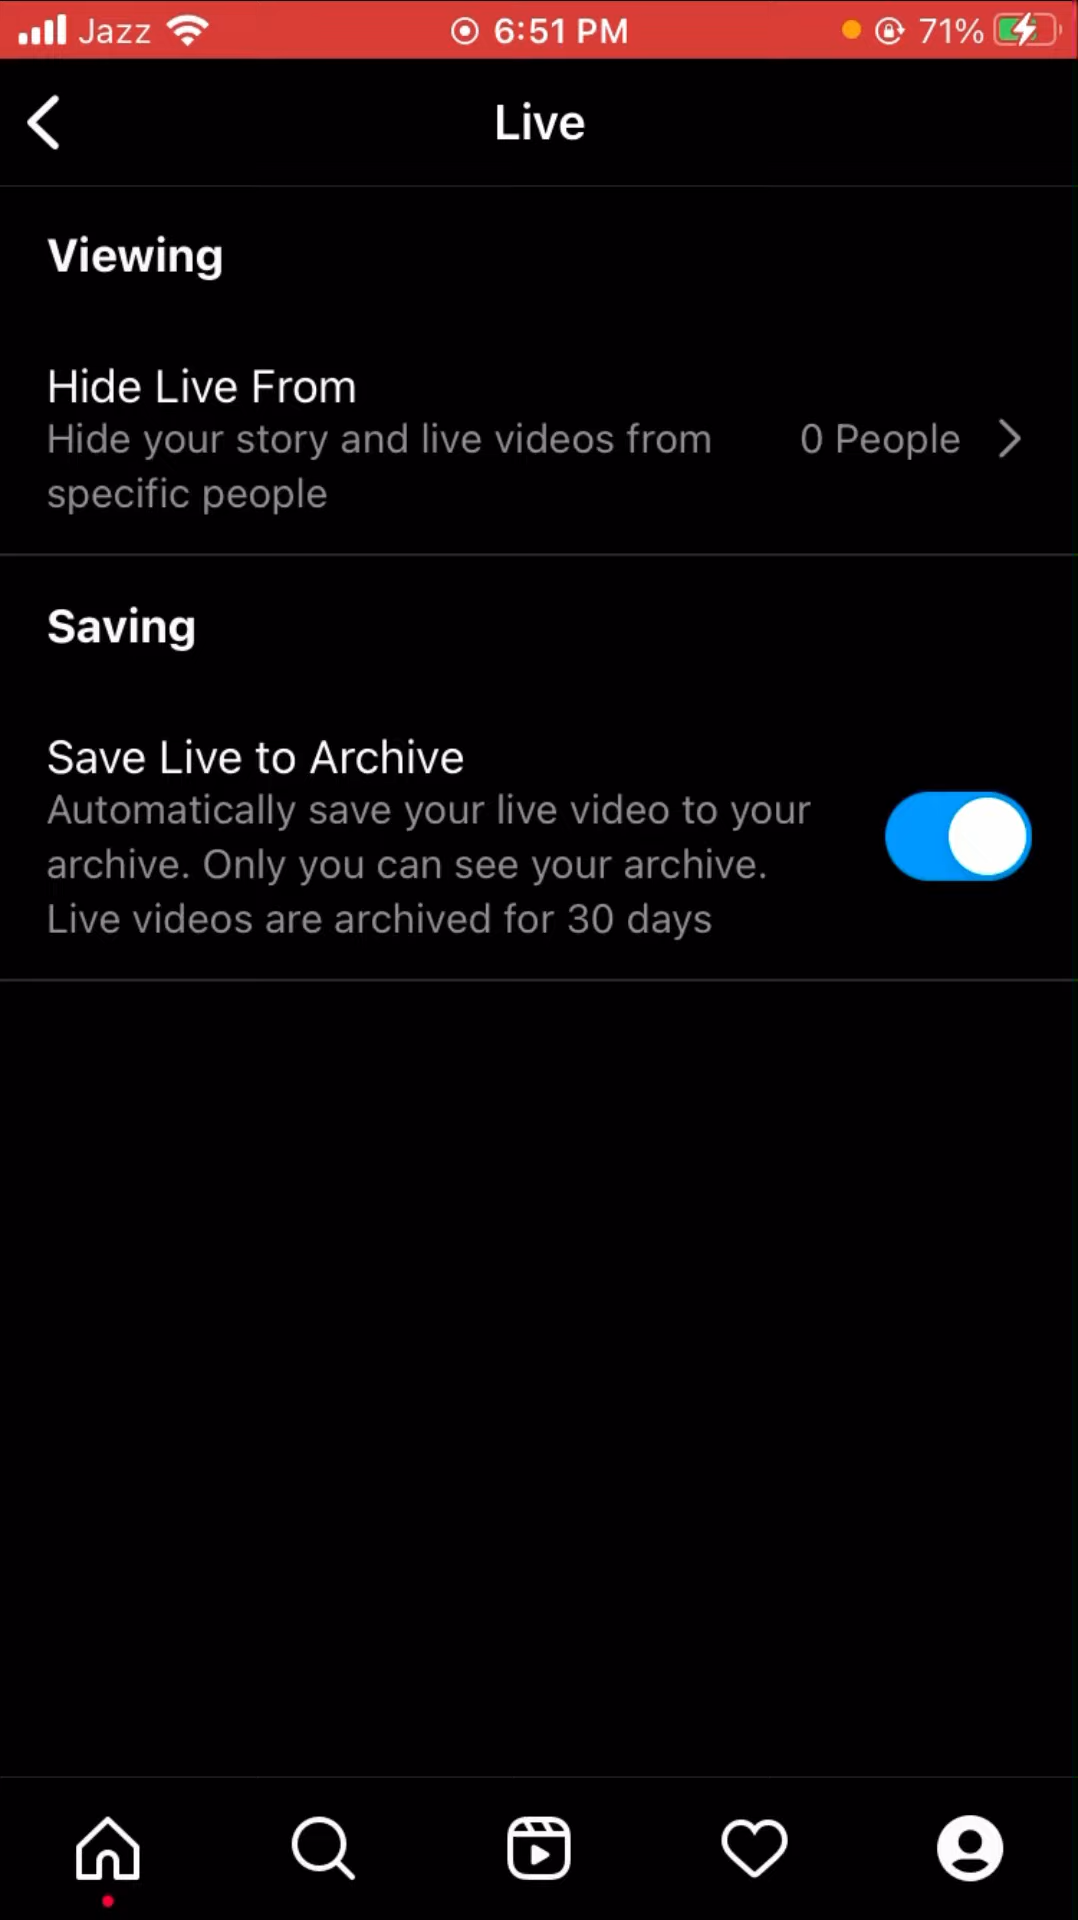 Jazz 6:51 PM 71%
Live
Viewing
Hide Live From
Hide your story and live videos from 0 People
specific people
Saving
Save Live to Archive
Automatically save your live video to your
archive. Only you can see your archive.
Live videos are archived for 30 days